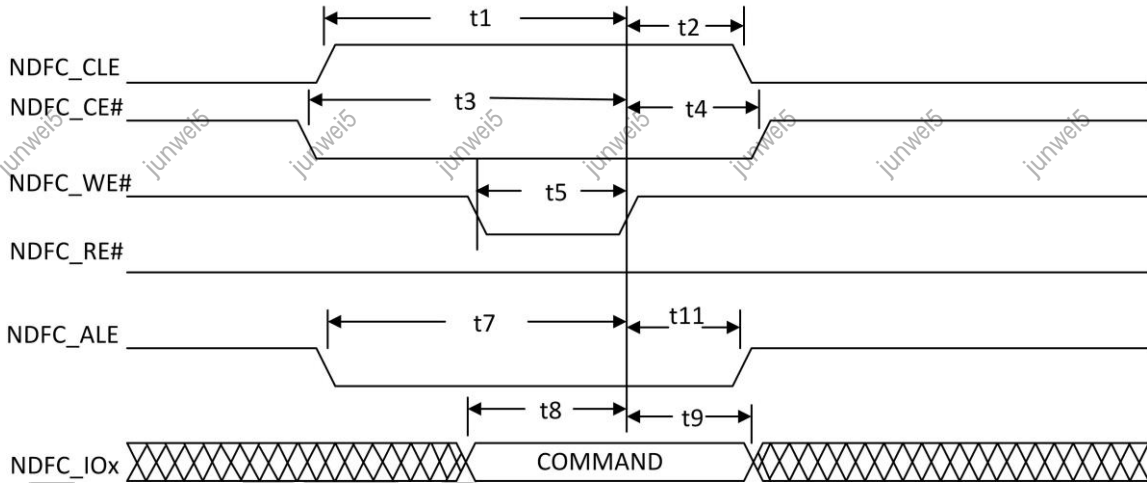 t1
t2
NDFC_CLE
t3
t4
NDFC_CE#
junwei5 junwei5 junwei5 junwei5 junwei5 junwei5 junwei5 junwei5
NDFC_WE#
t5
NDFC_RE#
t7
t11
NDFC_ALE
t8
t9
NDFC_IOx
COMMAND